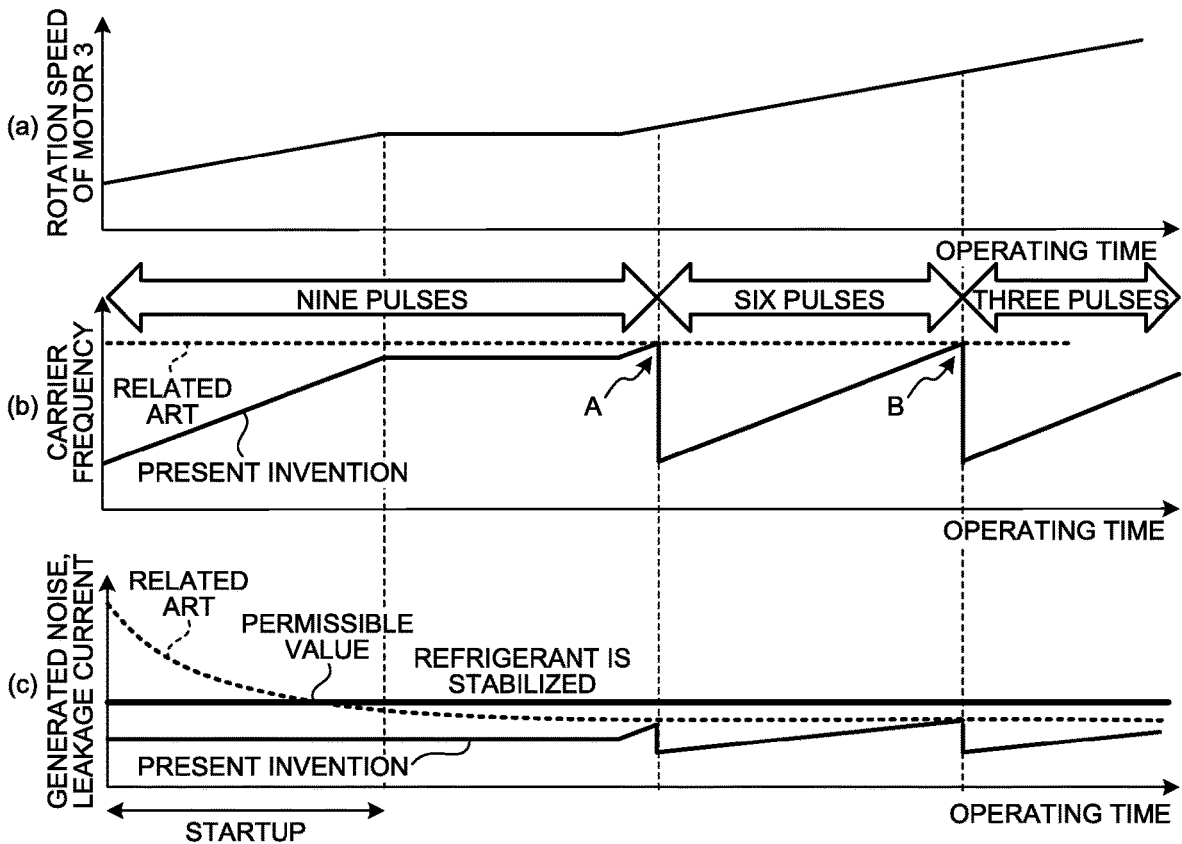 (a)
ROTATION SPEED
OF MOTOR 3
OPERATING TIME
NINE PULSES
SIX PULSES
THREE PULSES
(b)
CARRIER
FREQUENCY
RELATED
ART
A
B
PRESENT INVENTION
OPERATING TIME
(c)
GENERATED NOISE,
LEAKAGE CURRENT
RELATED
ART
PERMISSIBLE
VALUE
REFRIGERANT IS
STABILIZED
PRESENT INVENTION
OPERATING TIME
STARTUP